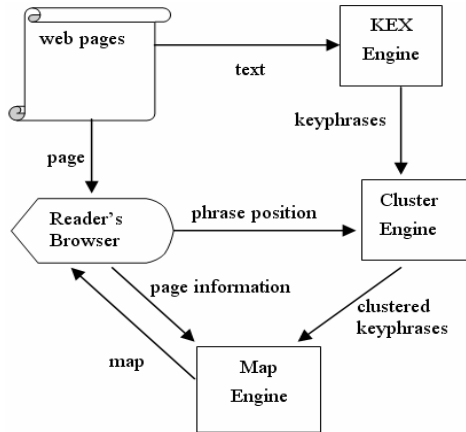 web pages
KEX
Engine
text
keyphrases
page
Reader's
Browser
phrase position
Cluster
Engine
page information
clustered
keyphrases
map
Map
Engine